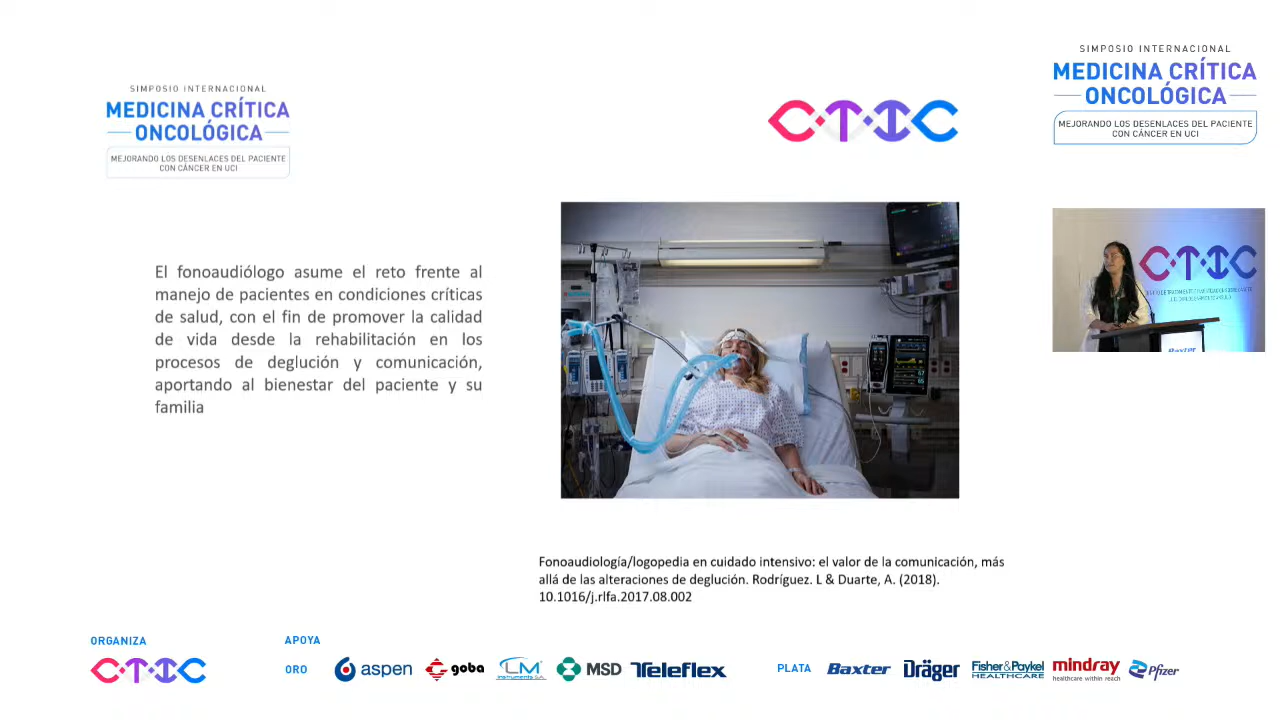 SIMPOSIO INTERNACIONAL
MEDICINA CRÍTICA
ONCOLÓGICA
MEJORANDO LOS DESENLACES DEL PACIENTE
CON CÁNCER EN UCI
CTIC
SIMPOSIO INTERNACIONAL
MEDICINA CRÍTICA
ONCOLÓGICA
MEJORANDO LOS DESENLACES DEL PACIENTE
CON CÁNCER EN UCI
El fonoaudiólogo asume el reto frente al
manejo de pacientes en condiciones críticas
de salud, con el fin de promover la calidad
de vida desde la rehabilitación en los
procesos de deglución y comunicación,
aportando al bienestar del paciente y su
familia
CTIC
Baxter
Fonoaudiología/logopedia en cuidado intensivo: el valor de la comunicación, más
allá de las alteraciones de deglución. Rodríguez. L & Duarte, A. (2018).
10.1016/j.rlfa.2017.08.002
ORGANIZA
CTIC
APOYA
ORO
aspen
goba
LM
instruments S.A.
MSD
Teleflex
PLATA
Baxter
Dräger
Fisher & Paykel
HEALTHCARE
mindray
healthcare within reach
Pfizer